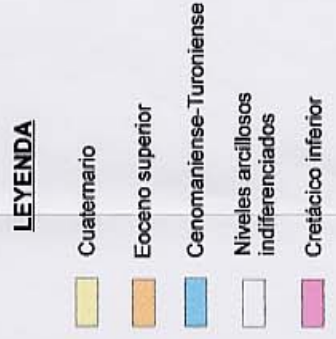 LEYENDA
Cuaternario
Eoceno superior
Cenomaniense-Turoniense
Niveles arcillosos
indiferenciados
Cretácico inferior